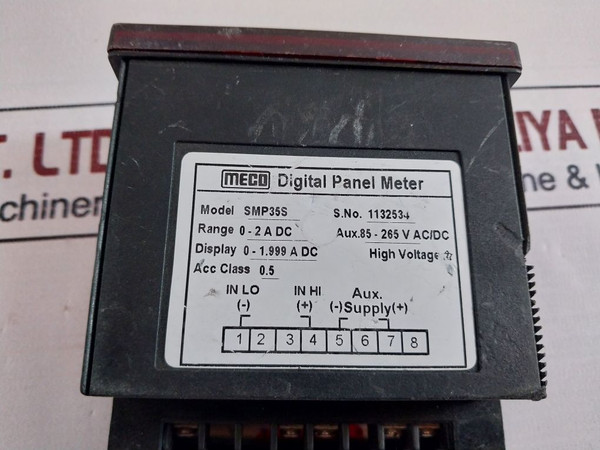 T. LTD
chinery
LIYA
ne &
MECO Digital Panel Meter
Model SMP35S S.No. 1132534
Range 0 - 2 A DC Aux.85 - 265 V AC/DC
Display 0 - 1.999 A DC High Voltage
Acc Class 0.5
IN LO IN HI Aux.
(-) (+) (-)Supply(+)
1 2 3 4 5 6 7 8